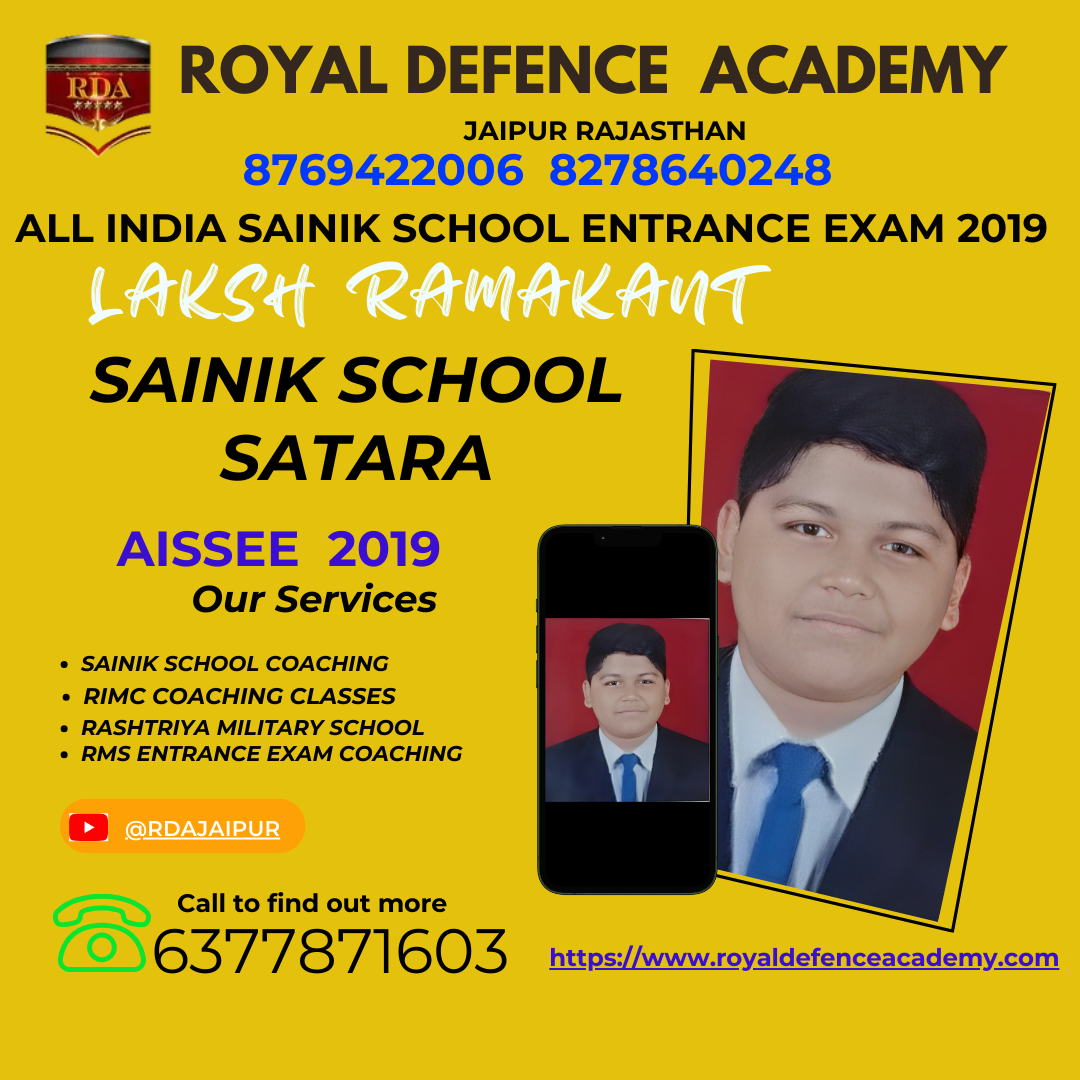 RDA
ROYAL DEFENCE ACADEMY
JAIPUR RAJASTHAN
8769422006 8278640248
ALL INDIA SAINIK SCHOOL ENTRANCE EXAM 2019
LAKSH RAMAKANT
SAINIK SCHOOL
SATARA
AISSEE 2019
Our Services
• SAINIK SCHOOL COACHING
• RIMC COACHING CLASSES
• RASHTRIYA MILITARY SCHOOL
• RMS ENTRANCE EXAM COACHING
@RDAJAIPUR
Call to find out more
6377871603
https://www.royaldefenceacademy.com